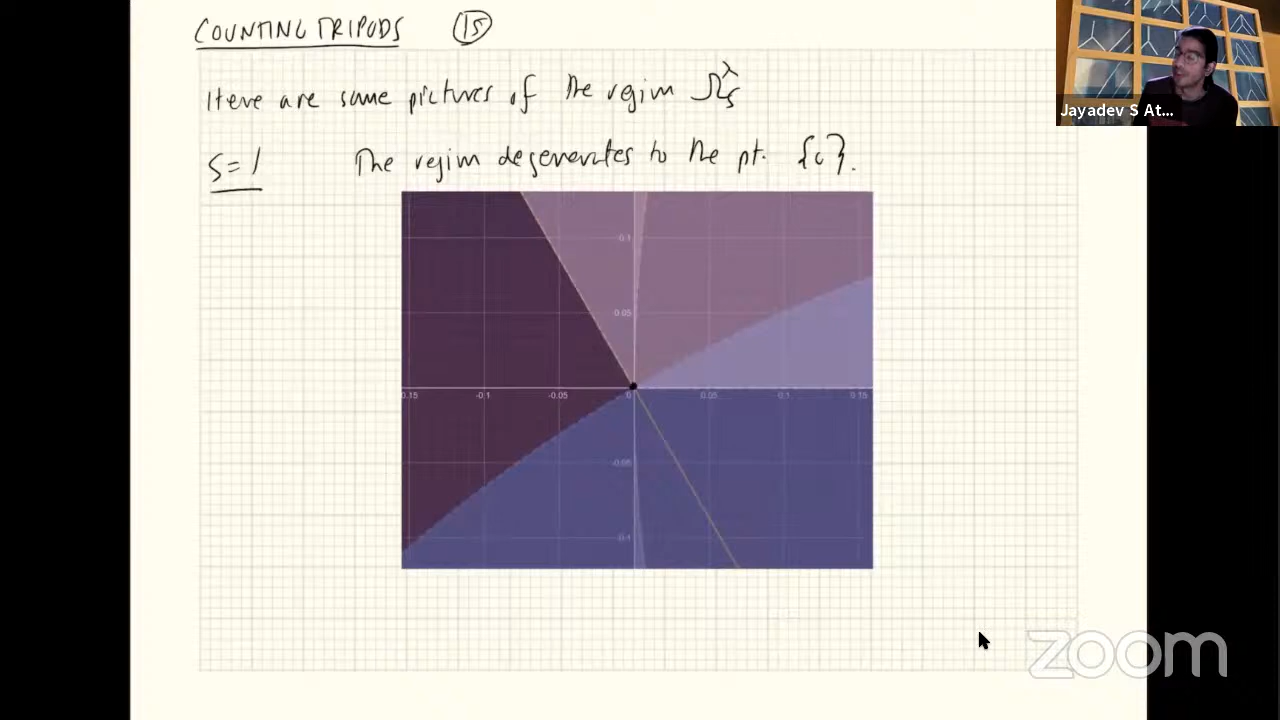 COUNTING TRIPODS 15
Here are some pictures of the region Ω_s^λ
Jayadev S At...
s=1 The region degenerates to the pt. {0}.
0.1
0.05
0.15 -0.1 -0.05 0 0.05 0.1 0.15
-0.05
-0.1
zoom